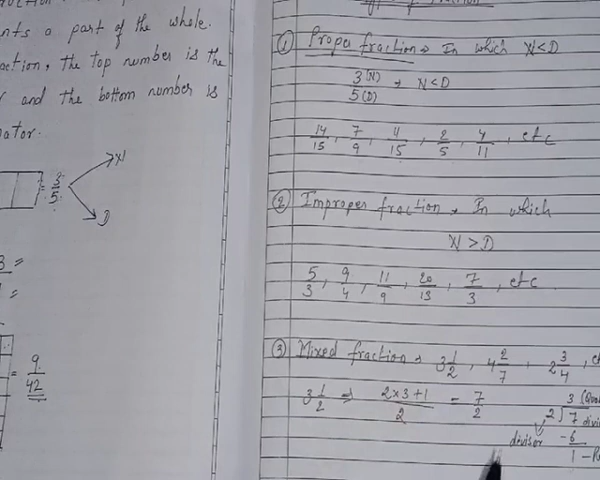 nts a part of the whole.
action, the top number is the
and the bottom number is
ator.
= 3/5
N
D
3 =
=
= 9/42
① Proper fraction → In which N<D
3(N)/5(D) → N<D
14/15, 7/9, 4/15, 2/5, 4/11, etc
② Improper fraction → In which
N > D
5/3, 9/4, 11/9, 20/13, 7/3, etc
③ Mixed fraction → 3 1/2, 4 2/7, 2 3/4,
3 1/2 ⇒ (2×3+1)/2 = 7/2
3
2)7
divisor
-6
1